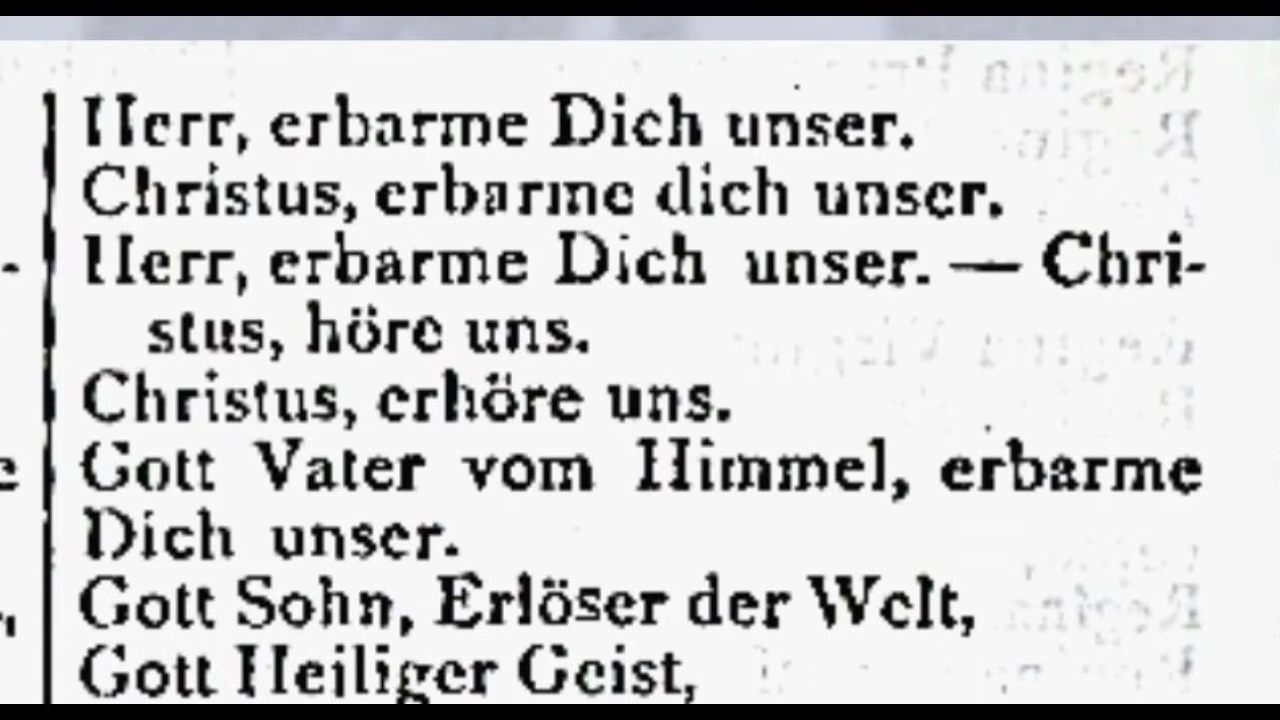 Herr, erbarme Dich unser.
Christus, erbarme dich unser.
Herr, erbarme Dich unser. — Chri-
stus, höre uns.
Christus, erhöre uns.
Gott Vater vom Himmel, erbarme
Dich unser.
Gott Sohn, Erlöser der Welt,
Gott Heiliger Geist,